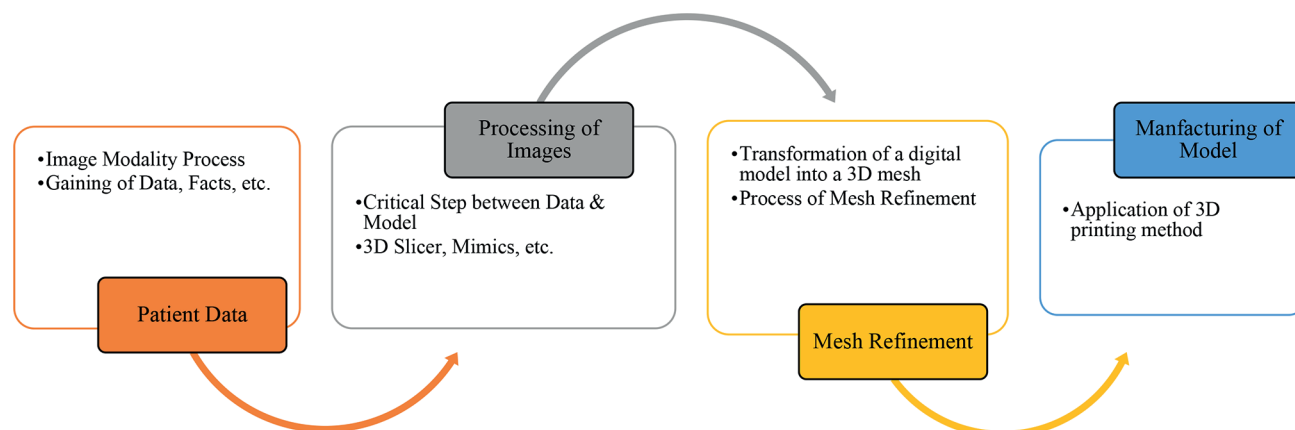 •Image Modality Process
•Gaining of Data, Facts, etc.
Patient Data
Processing of
Images
•Critical Step between Data &
Model
•3D Slicer, Mimics, etc.
•Transformation of a digital
model into a 3D mesh
•Process of Mesh Refinement
Mesh Refinement
Manfacturing of
Model
•Application of 3D
printing method